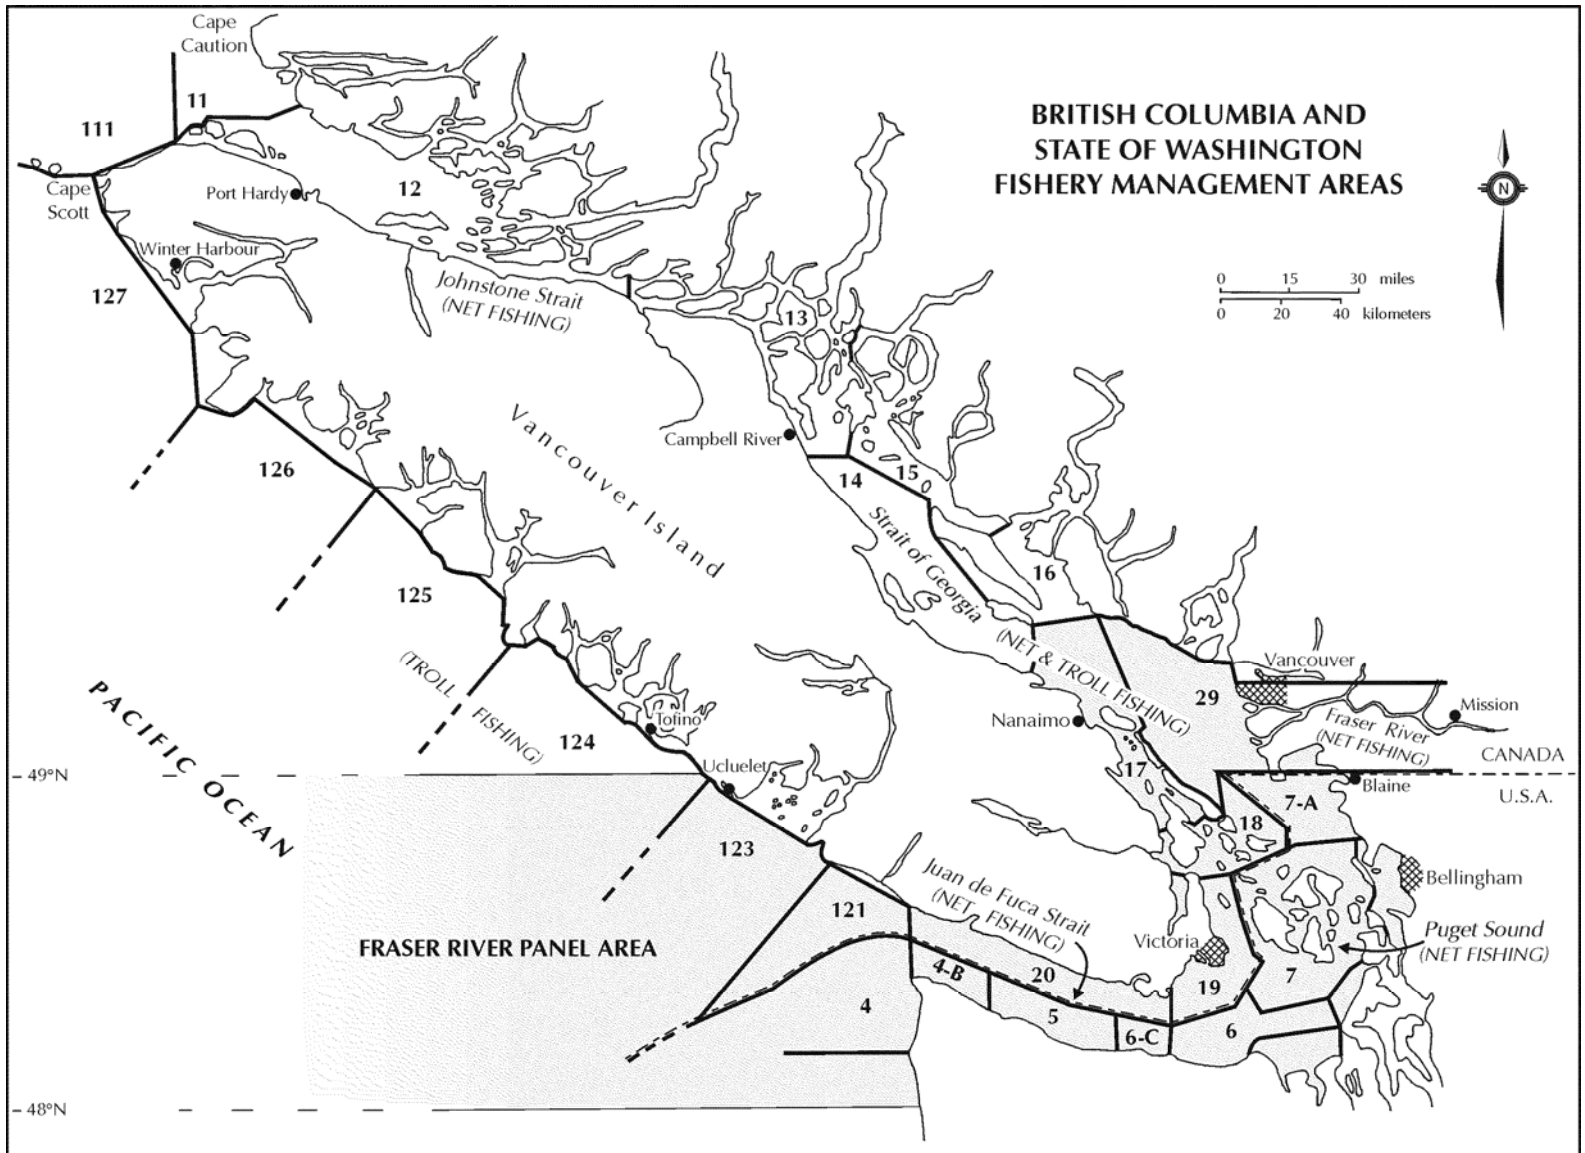 Cape
Caution
11
111
BRITISH COLUMBIA AND
STATE OF WASHINGTON
FISHERY MANAGEMENT AREAS
N
Cape
Scott
Port Hardy
12
Winter Harbour
127
Johnstone Strait
(NET FISHING)
13
0 15 30 miles
0 20 40 kilometers
Vancouver Island
Campbell River
126
14
15
Strait of Georgia
(NET & TROLL FISHING)
16
125
(TROLL FISHING)
PACIFIC OCEAN
Vancouver
29
Mission
Fraser River
(NET FISHING)
Nanaimo
Tofino
124
Ucluelet
17
CANADA
49°N
U.S.A.
Blaine
7-A
18
123
Bellingham
121
Juan de Fuca Strait
(NET FISHING)
Victoria
Puget Sound
(NET FISHING)
FRASER RIVER PANEL AREA
4-B
20
19
7
4
5
6-C
6
48°N